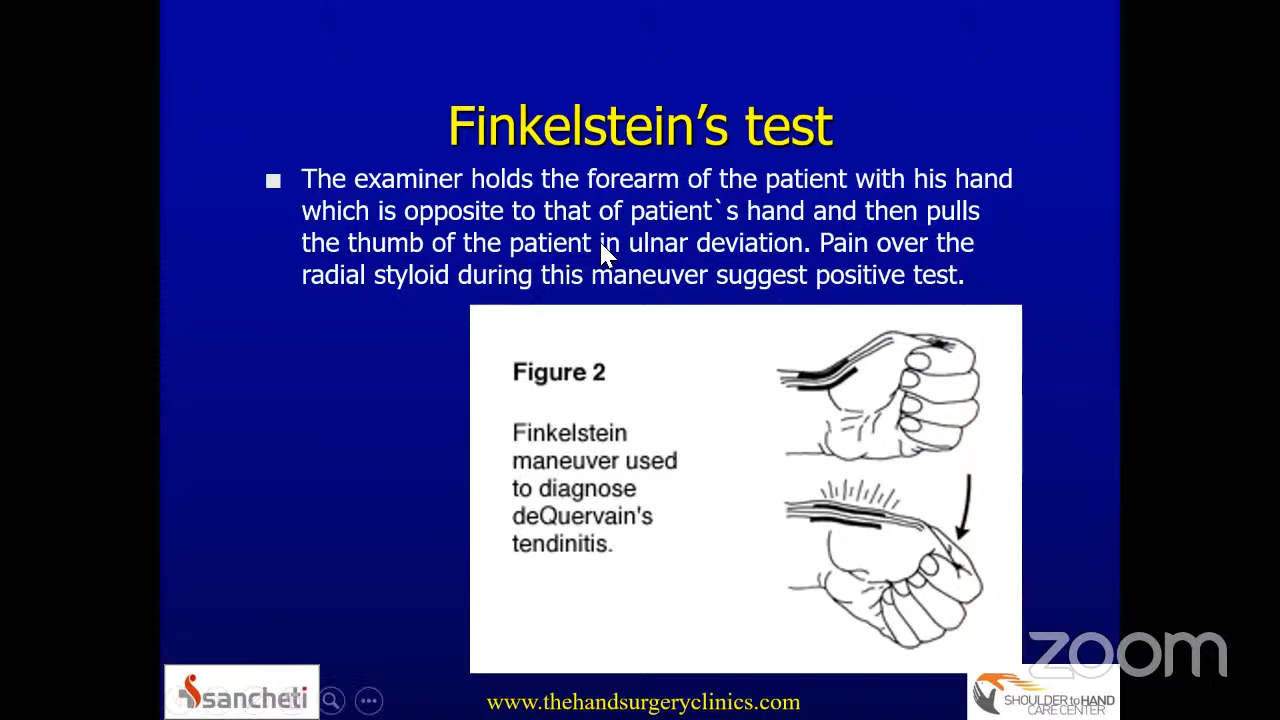 Finkelstein’s test
■ The examiner holds the forearm of the patient with his hand
which is opposite to that of patient`s hand and then pulls
the thumb of the patient in ulnar deviation. Pain over the
radial styloid during this maneuver suggest positive test.
Figure 2
Finkelstein
maneuver used
to diagnose
deQuervain's
tendinitis.
zoom
sancheti
www.thehandsurgeryclinics.com
SHOULDER to HAND
CARE CENTER